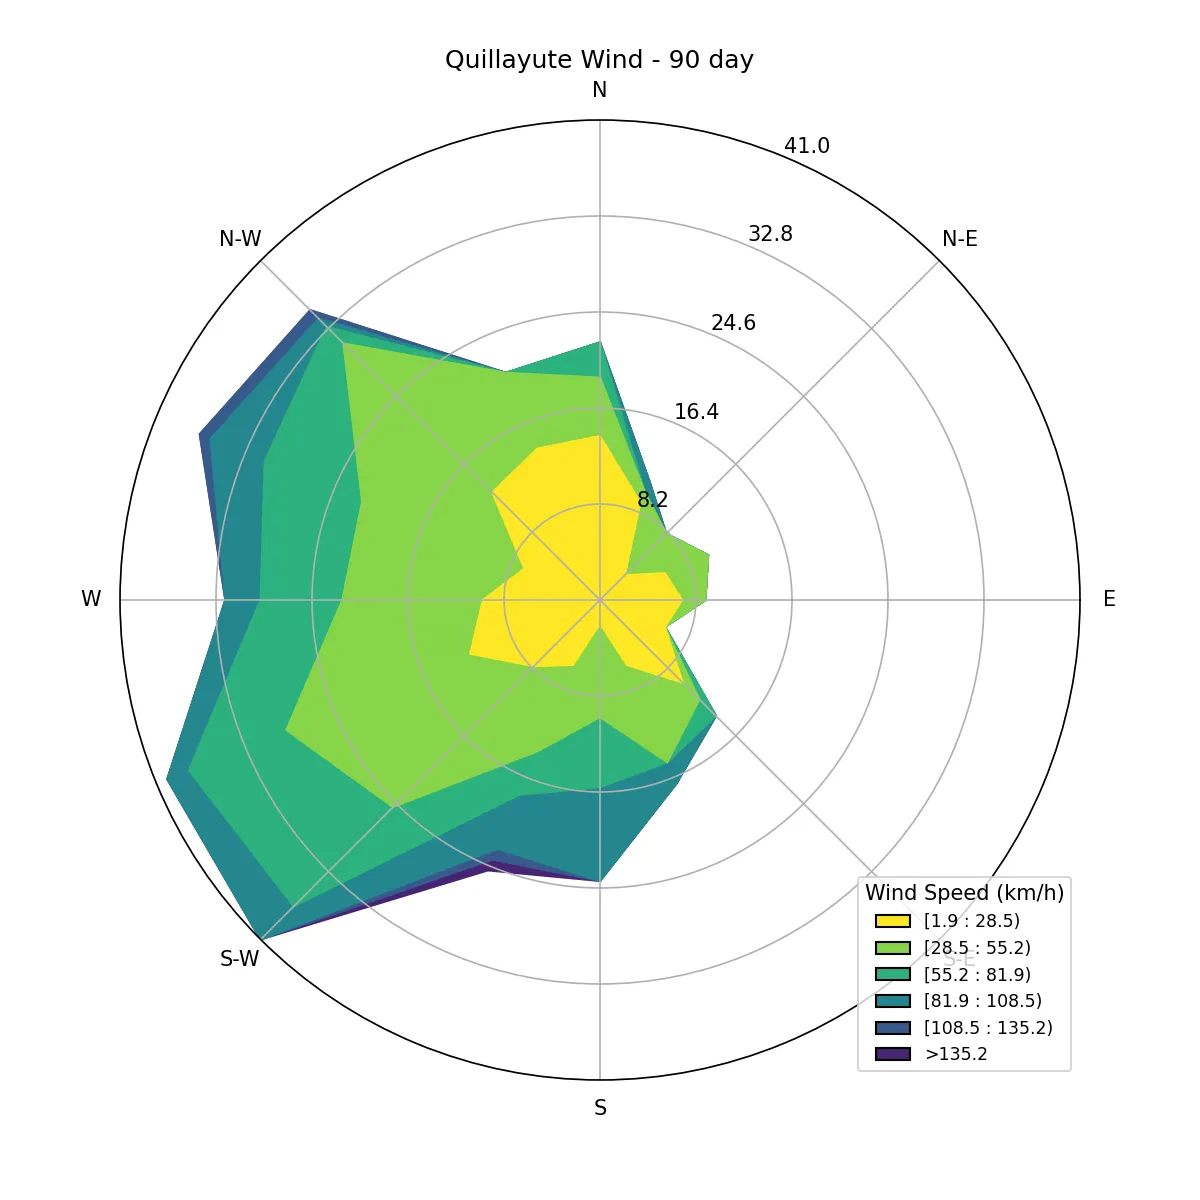 Quillayute Wind - 90 day
N
41.0
32.8
N-W
N-E
24.6
16.4
8.2
W
E
Wind Speed (km/h)
[1.9 : 28.5)
[28.5 : 55.2)
S-W
S-E
[55.2 : 81.9)
[81.9 : 108.5)
[108.5 : 135.2)
>135.2
S